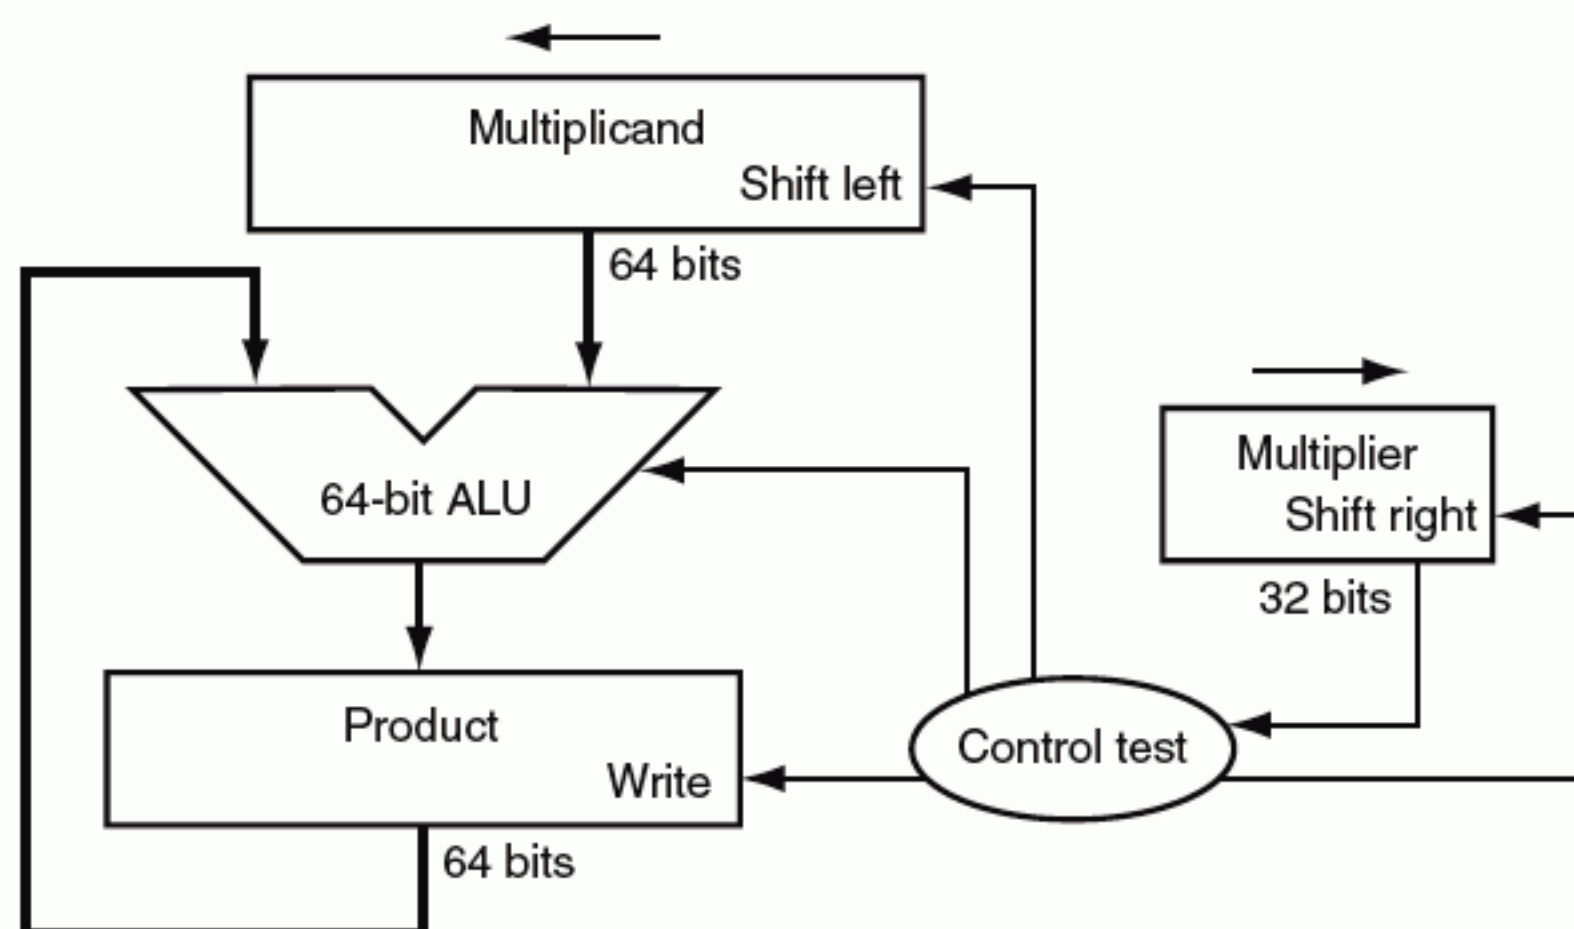 Multiplicand
Shift left
64 bits
64-bit ALU
Multiplier
Shift right
32 bits
Product
Write
Control test
64 bits